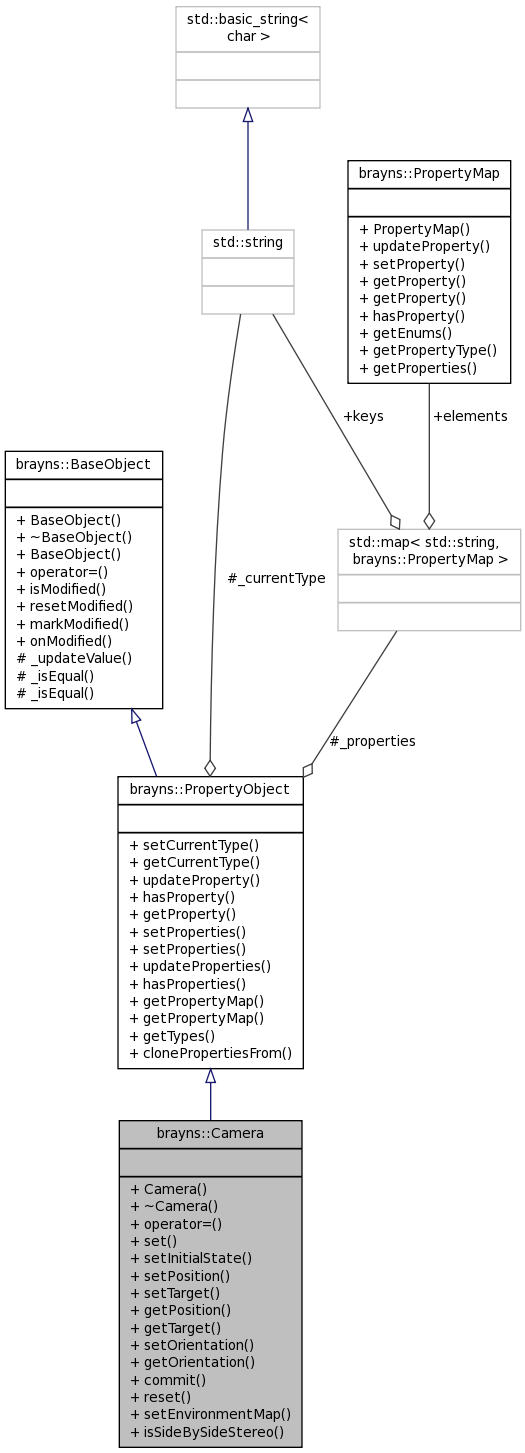 std::basic_string<
char >
brayns::PropertyMap
+ PropertyMap()
+ updateProperty()
+ setProperty()
+ getProperty()
+ getProperty()
+ hasProperty()
+ getEnums()
+ getPropertyType()
+ getProperties()
std::string
+keys
+elements
brayns::BaseObject
+ BaseObject()
+ ~BaseObject()
+ BaseObject()
+ operator=()
+ isModified()
+ resetModified()
+ markModified()
+ onModified()
# _updateValue()
# _isEqual()
# _isEqual()
std::map< std::string,
brayns::PropertyMap >
#_currentType
#_properties
brayns::PropertyObject
+ setCurrentType()
+ getCurrentType()
+ updateProperty()
+ hasProperty()
+ getProperty()
+ setProperties()
+ setProperties()
+ updateProperties()
+ hasProperties()
+ getPropertyMap()
+ getPropertyMap()
+ getTypes()
+ clonePropertiesFrom()
brayns::Camera
+ Camera()
+ ~Camera()
+ operator=()
+ set()
+ setInitialState()
+ setPosition()
+ setTarget()
+ getPosition()
+ getTarget()
+ setOrientation()
+ getOrientation()
+ commit()
+ reset()
+ setEnvironmentMap()
+ isSideBySideStereo()